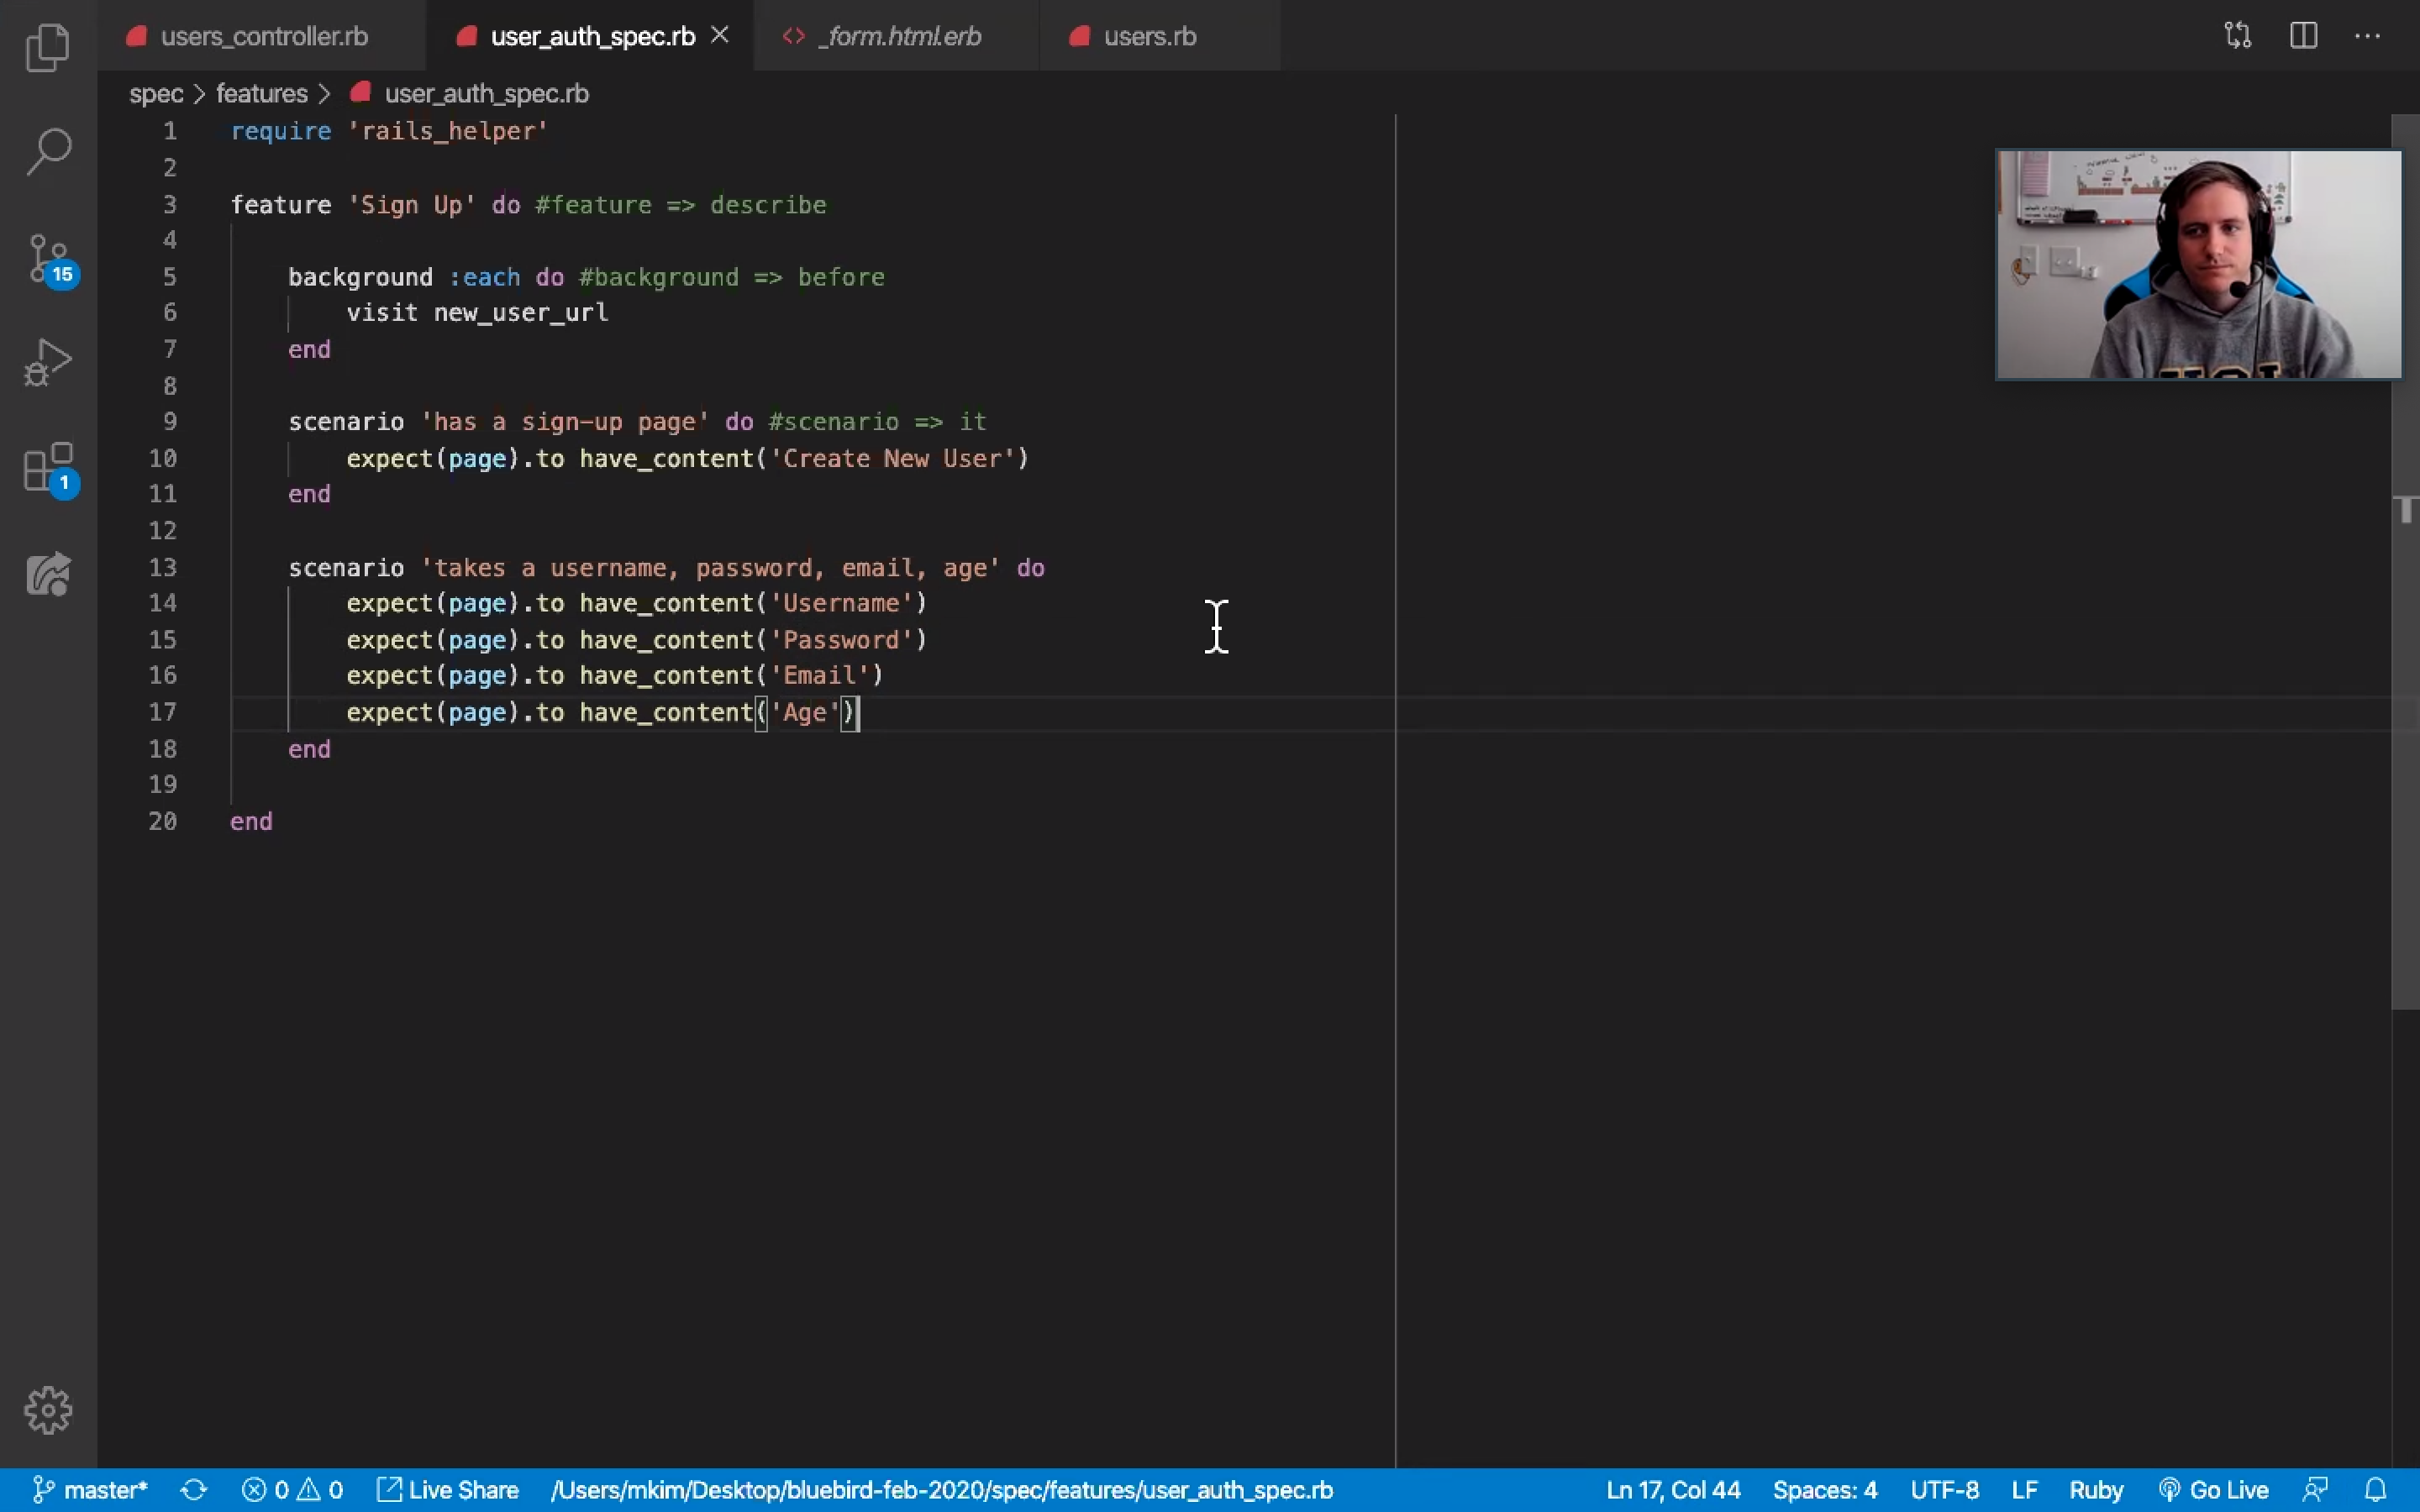 users_controller.rb
user_auth_spec.rb
_form.html.erb
users.rb
spec > features > user_auth_spec.rb
1 require 'rails_helper'
2
3 feature 'Sign Up' do #feature => describe
4
5 background :each do #background => before
6 visit new_user_url
7 end
8
9 scenario 'has a sign-up page' do #scenario => it
10 expect(page).to have_content('Create New User')
11 end
12
13 scenario 'takes a username, password, email, age' do
14 expect(page).to have_content('Username')
15 expect(page).to have_content('Password')
16 expect(page).to have_content('Email')
17 expect(page).to have_content('Age')
18 end
19
20 end
15
1
master* 0 0 Live Share /Users/mkim/Desktop/bluebird-feb-2020/spec/features/user_auth_spec.rb Ln 17, Col 44 Spaces: 4 UTF-8 LF Ruby Go Live